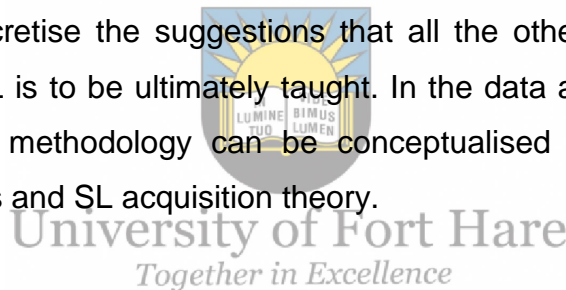 cretise the suggestions that all the othe
is to be ultimately taught. In the data a
methodology can be conceptualised
s and SL acquisition theory.
LUMINE BIMUS
TUO LUMEN
University of Fort Hare
Together in Excellence